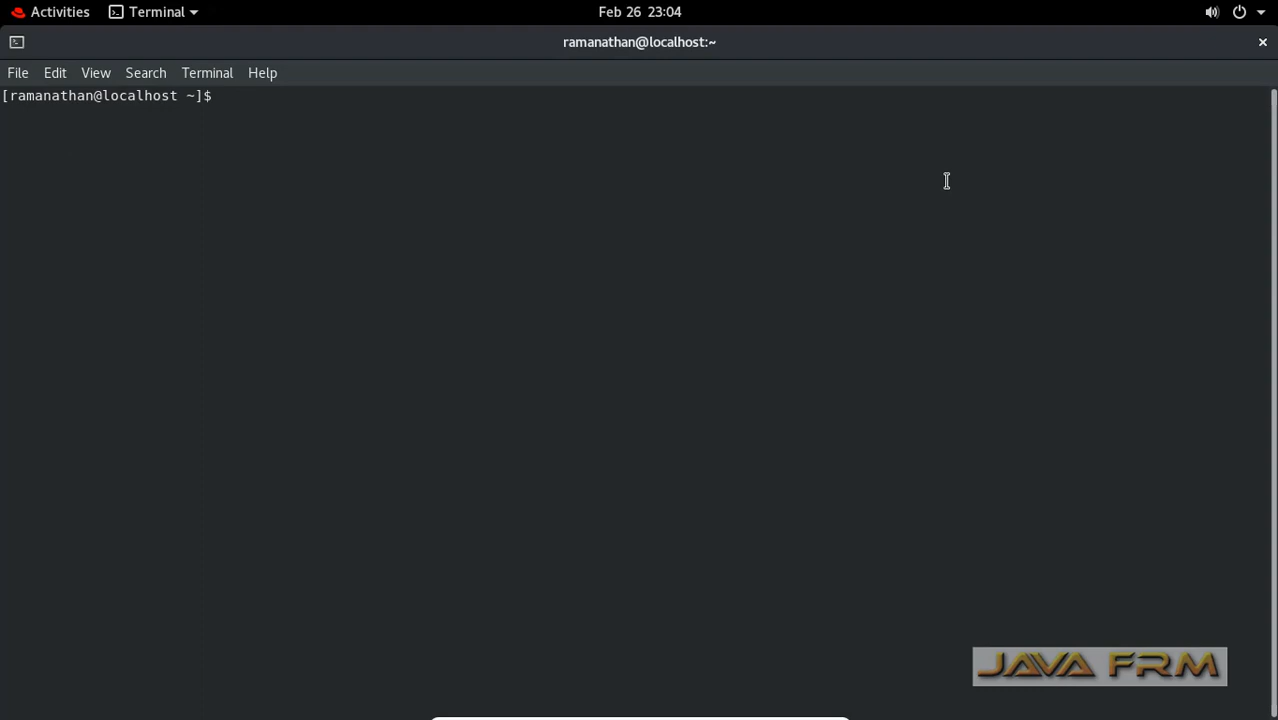 Activities Terminal Feb 26 23:04
ramanathan@localhost:~
File Edit View Search Terminal Help
[ramanathan@localhost ~]$
JAVA FRM